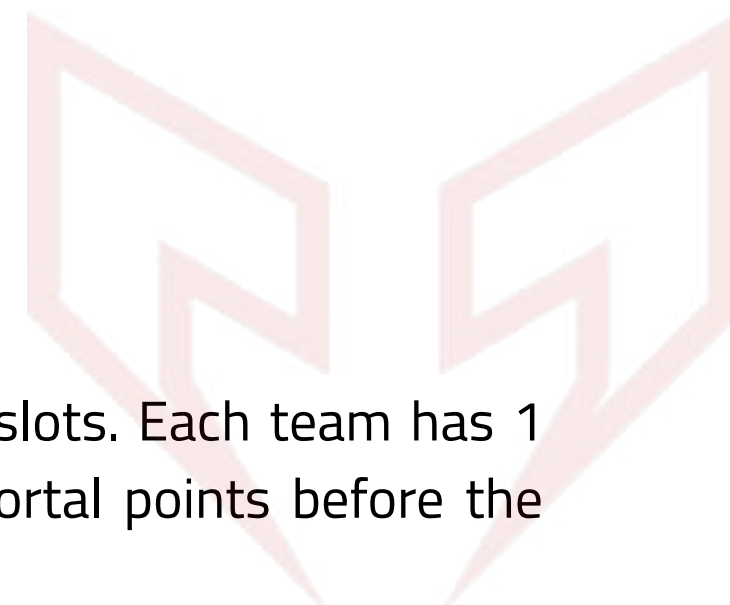 slots. Each team has 1
ortal points before the